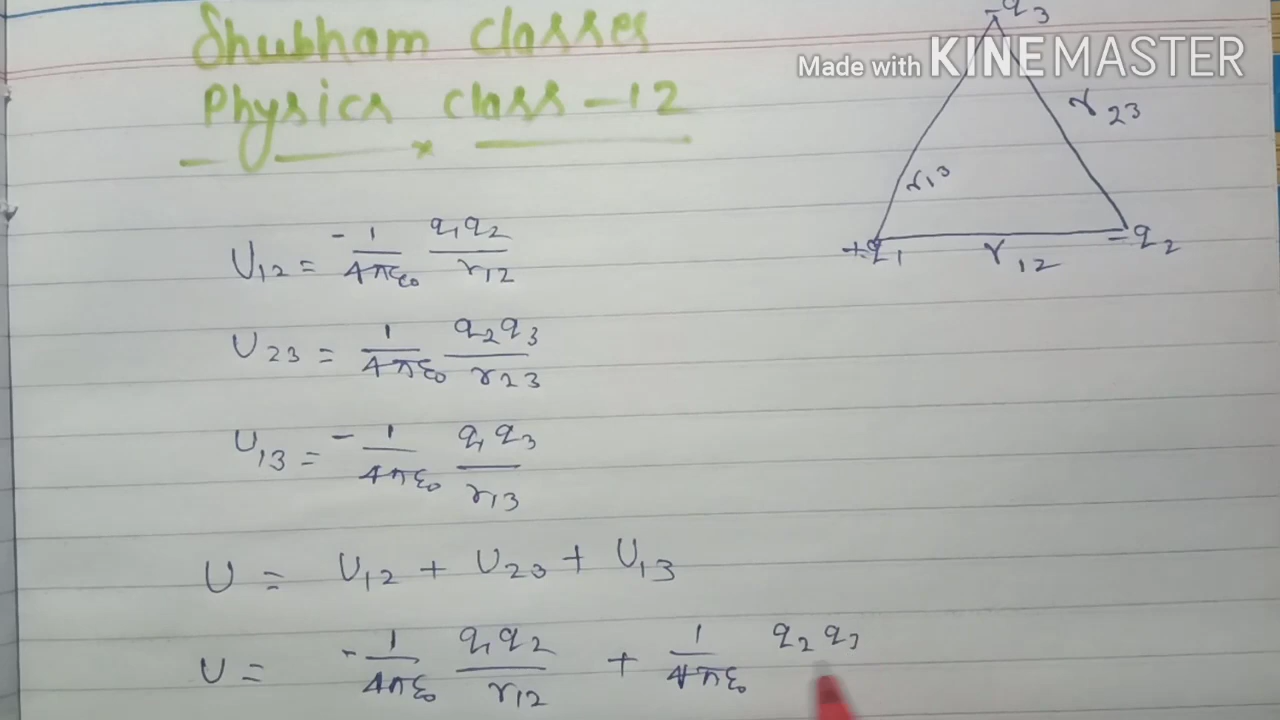 Shubham classes
Physics class - 12
Made with KINEMASTER
-q3
r23
r13
+q1 r12 -q2
U12 = -1/4πε0 q1q2/r12
U23 = 1/4πε0 q2q3/r23
U13 = -1/4πε0 q1q3/r13
U = U12 + U23 + U13
U = -1/4πε0 q1q2/r12 + 1/4πε0 q2q3